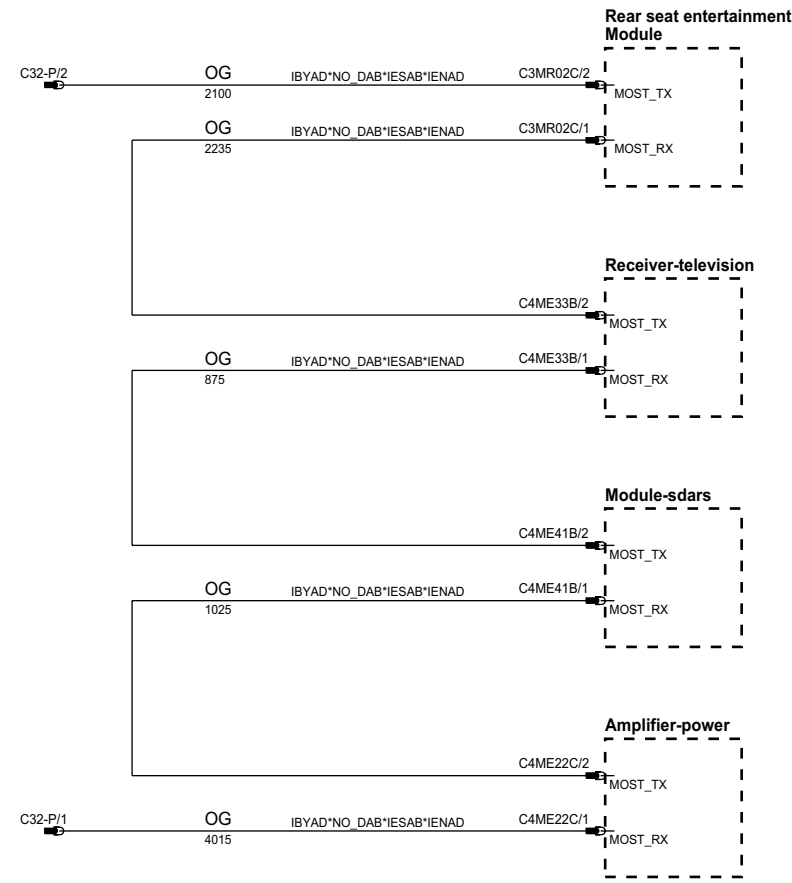 Rear seat entertainment
Module
C32-P/2
OG
IBYAD*NO_DAB*IESAB*IENAD
C3MR02C/2
2100
MOST_TX
OG
IBYAD*NO_DAB*IESAB*IENAD
C3MR02C/1
2235
MOST_RX
Receiver-television
C4ME33B/2
MOST_TX
OG
IBYAD*NO_DAB*IESAB*IENAD
C4ME33B/1
875
MOST_RX
Module-sdars
C4ME41B/2
MOST_TX
OG
IBYAD*NO_DAB*IESAB*IENAD
C4ME41B/1
1025
MOST_RX
Amplifier-power
C4ME22C/2
MOST_TX
C32-P/1
OG
IBYAD*NO_DAB*IESAB*IENAD
C4ME22C/1
4015
MOST_RX